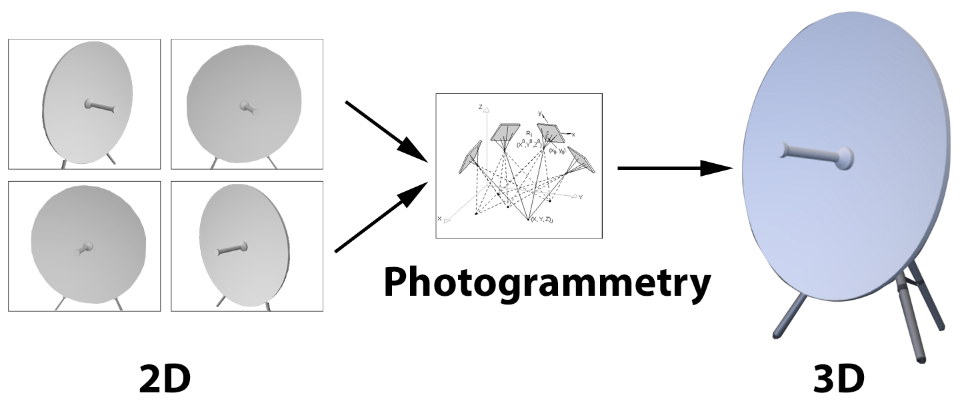 Z
y
R
x
X
Y
(X, Y, Z)
Photogrammetry
2D
3D